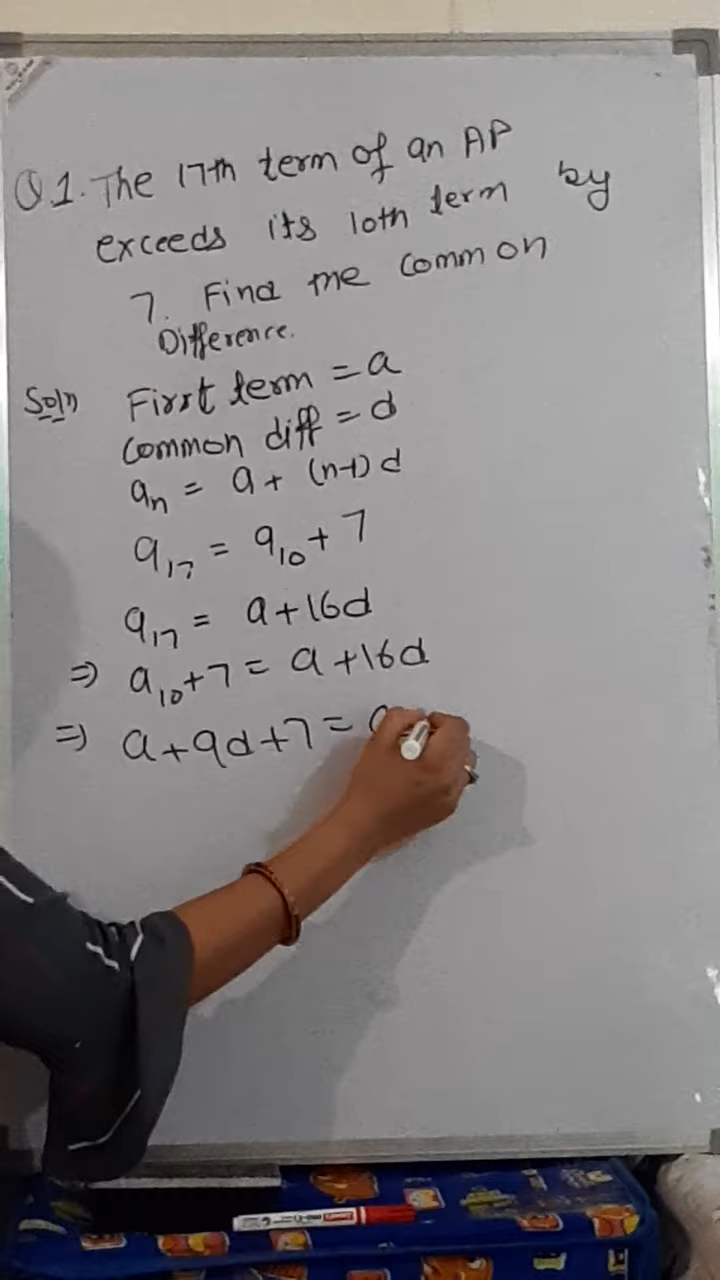 Q1. The 17th term of an AP
exceeds its 10th term by
7. Find the common
Difference.
Soln First term = a
Common diff = d
an = a + (n-1) d
a17 = a10 + 7
a17 = a + 16d
⇒ a10 + 7 = a + 16d
⇒ a + 9d + 7 = a